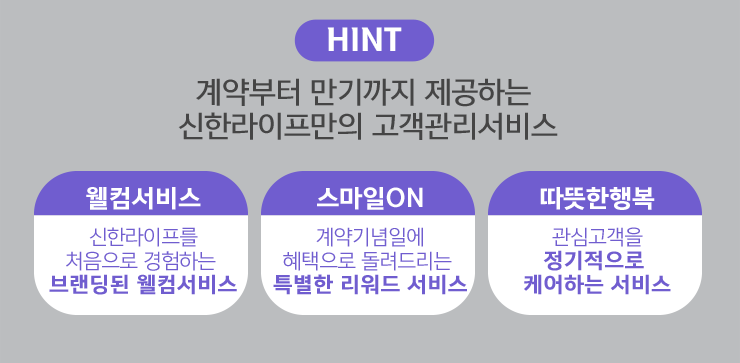 HINT
계약부터 만기까지 제공하는
신한라이프만의 고객관리서비스
웰컴서비스
신한라이프를
처음으로 경험하는
브랜딩된 웰컴서비스
스마일ON
계약기념일에
혜택으로 돌려드리는
특별한 리워드 서비스
따뜻한행복
관심고객을
정기적으로
케어하는 서비스